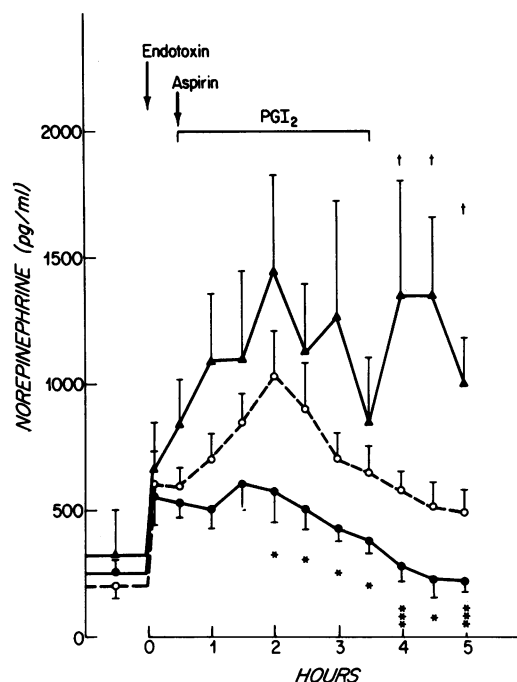 Endotoxin
Aspirin
PGI₂
2000
† †
†
1500
1000
500
0
NOREPINEPHRINE (pg/ml)
* * * *
*** * ***
0 1 2 3 4 5
HOURS